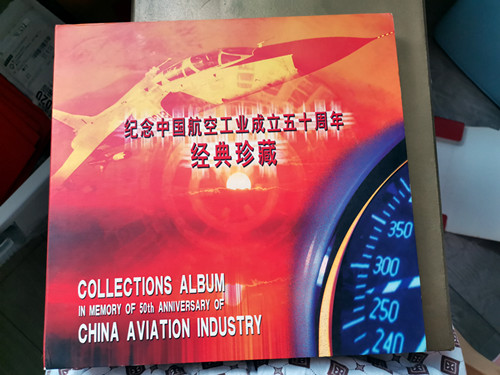 纪念中国航空工业成立五十周年
经典珍藏
350
300
250
240
COLLECTIONS ALBUM
IN MEMORY OF 50th ANNIVERSARY OF
CHINA AVIATION INDUSTRY